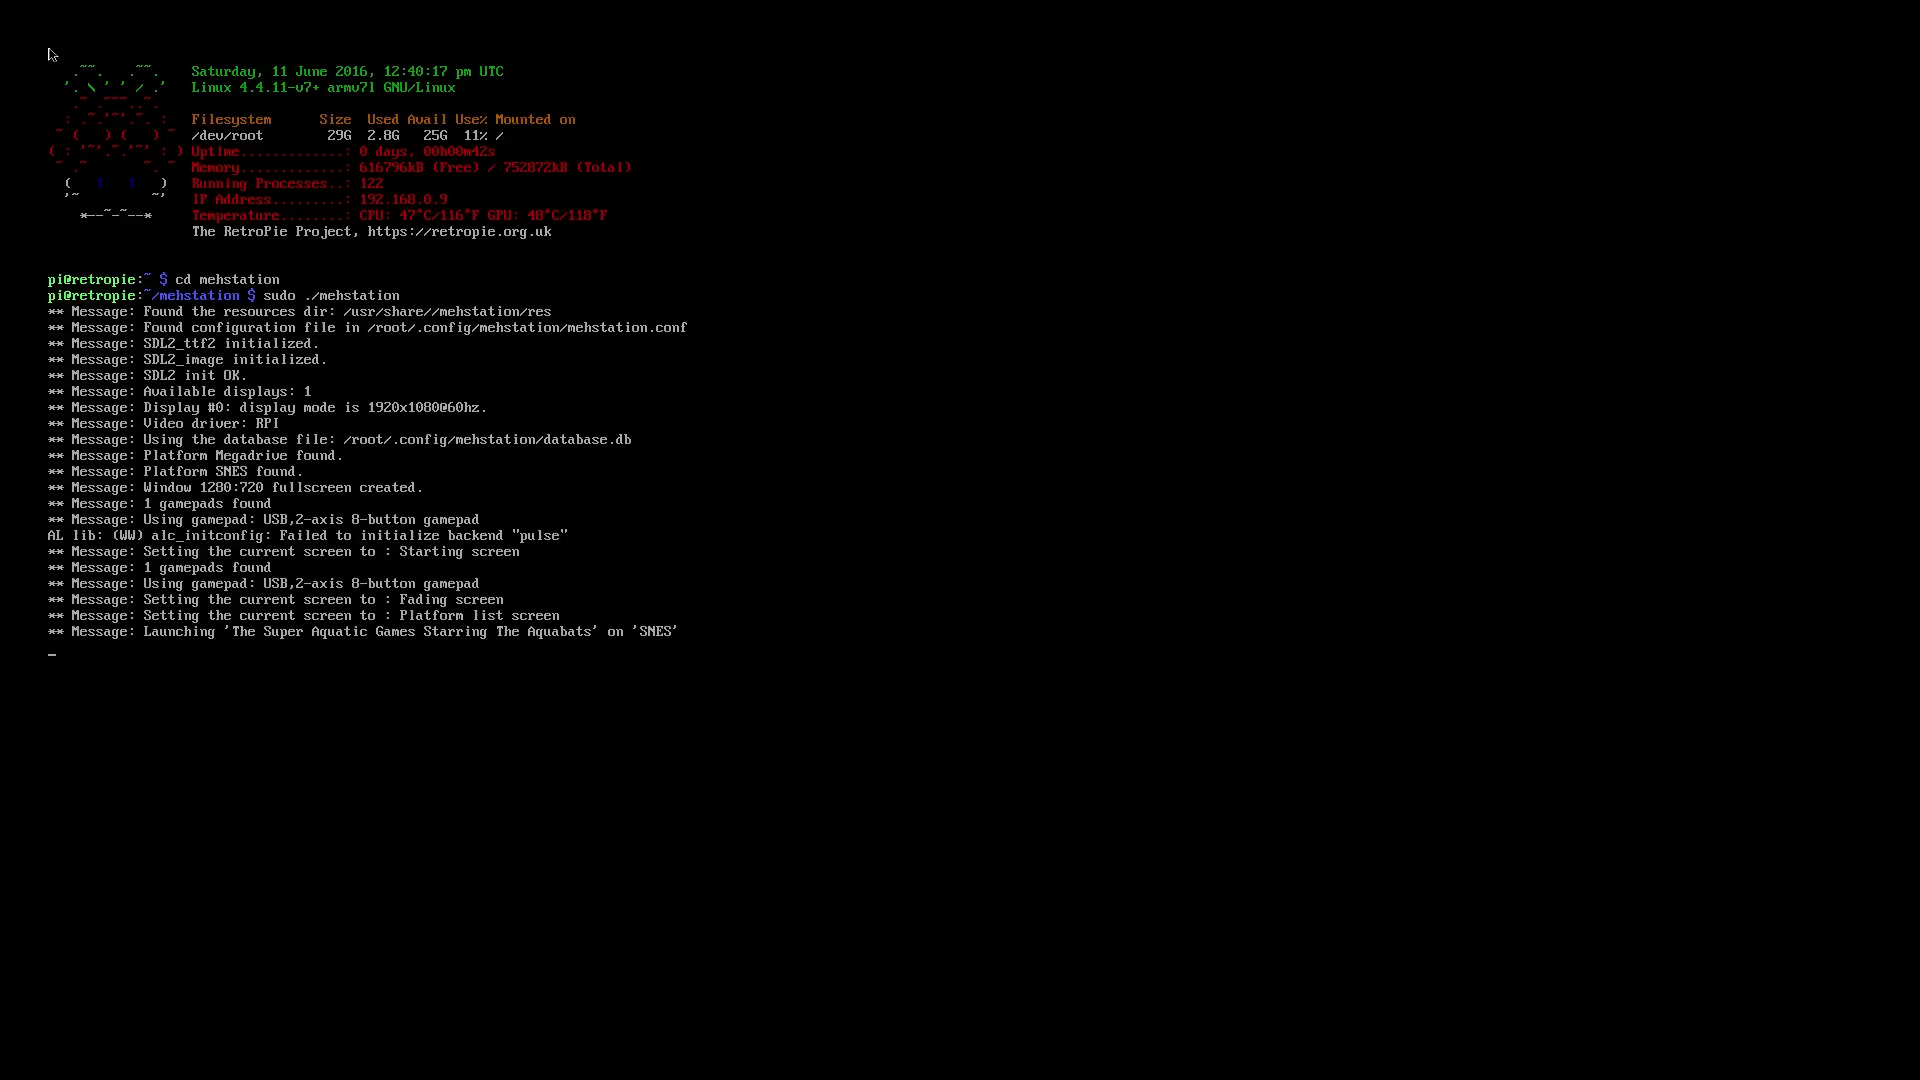 Saturday, 11 June 2016, 12:40:17 pm UTC
Linux 4.4.11-v7+ armv7l GNU/Linux
Filesystem      Size  Used Avail Use% Mounted on
/dev/root        29G  2.8G   25G  11% /
Uptime.............: 0 days, 00h00m42s
Memory.............: 616796kB (Free) / 752872kB (Total)
Running Processes..: 122
IP Address.........: 192.168.0.9
Temperature........: CPU: 47°C/116°F GPU: 48°C/118°F
The RetroPie Project, https://retropie.org.uk
pi@retropie:~ $ cd mehstation
pi@retropie:~/mehstation $ sudo ./mehstation
** Message: Found the resources dir: /usr/share//mehstation/res
** Message: Found configuration file in /root/.config/mehstation/mehstation.conf
** Message: SDL2_ttf2 initialized.
** Message: SDL2_image initialized.
** Message: SDL2 init OK.
** Message: Available displays: 1
** Message: Display #0: display mode is 1920x1080@60hz.
** Message: Video driver: RPI
** Message: Using the database file: /root/.config/mehstation/database.db
** Message: Platform Megadrive found.
** Message: Platform SNES found.
** Message: Window 1280:720 fullscreen created.
** Message: 1 gamepads found
** Message: Using gamepad: USB,2-axis 8-button gamepad
AL lib: (WW) alc_initconfig: Failed to initialize backend "pulse"
** Message: Setting the current screen to : Starting screen
** Message: 1 gamepads found
** Message: Using gamepad: USB,2-axis 8-button gamepad
** Message: Setting the current screen to : Fading screen
** Message: Setting the current screen to : Platform list screen
** Message: Launching 'The Super Aquatic Games Starring The Aquabats' on 'SNES'